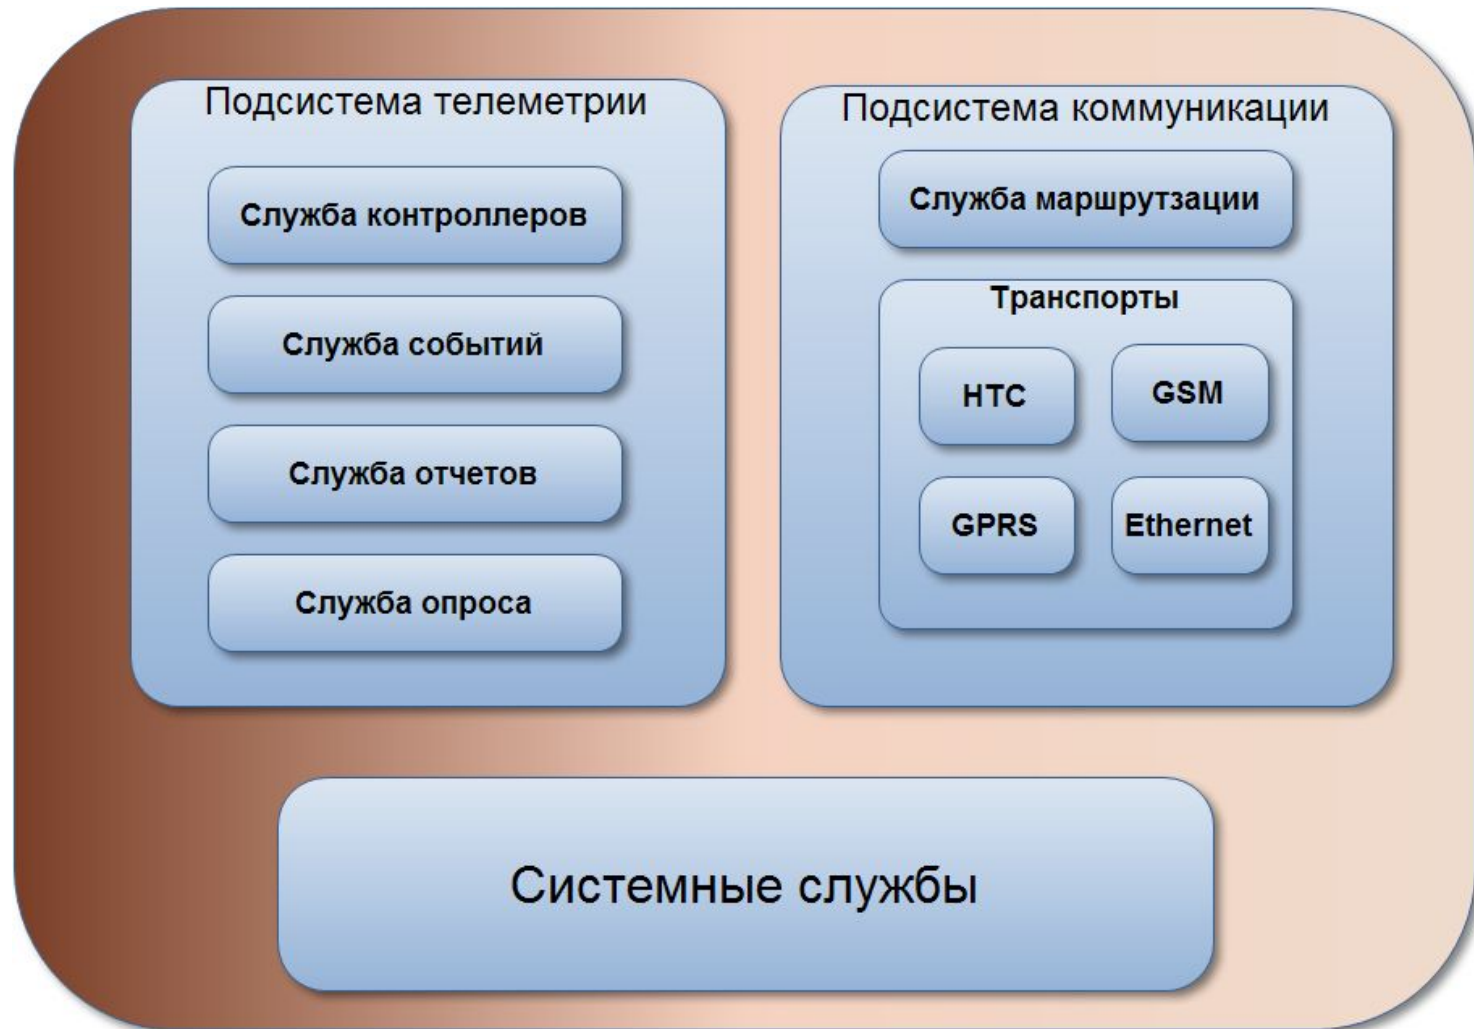 Подсистема телеметрии
Служба контроллеров
Служба событий
Служба отчетов
Служба опроса
Подсистема коммуникации
Служба маршрутзации
Транспорты
НТС
GSM
GPRS
Ethernet
Системные службы